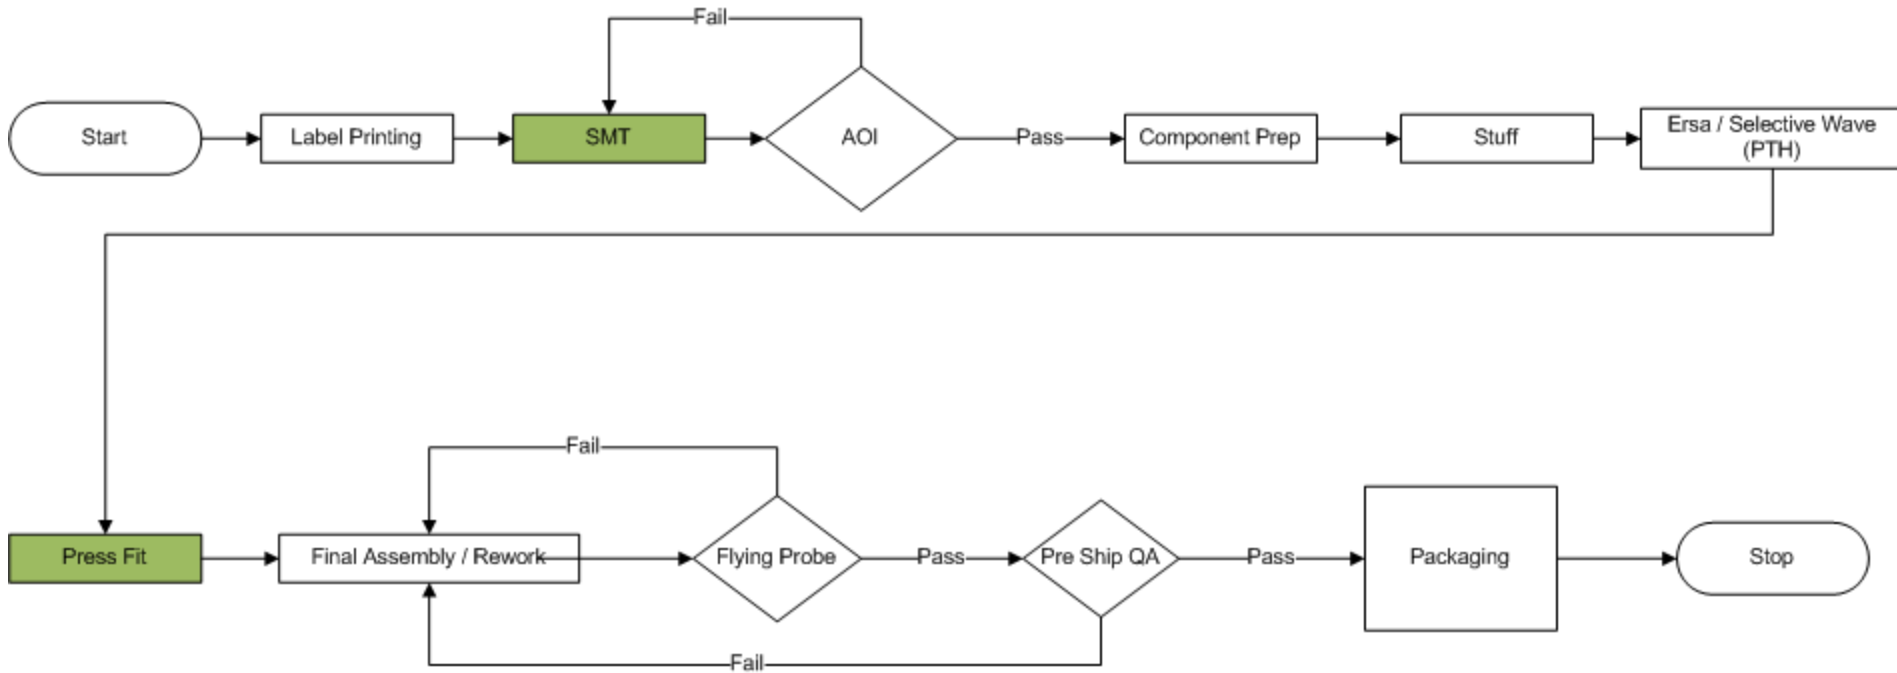 Fail
Start
Label Printing
SMT
AOI
Pass
Component Prep
Stuff
Ersa / Selective Wave
(PTH)
Fail
Press Fit
Final Assembly / Rework
Flying Probe
Pass
Pre Ship QA
Pass
Packaging
Stop
Fail